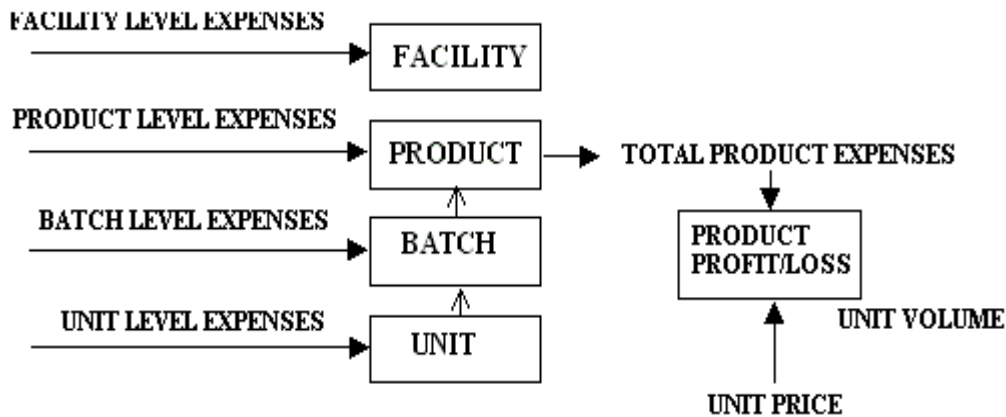 FACILITY LEVEL EXPENSES
FACILITY
PRODUCT LEVEL EXPENSES
PRODUCT
TOTAL PRODUCT EXPENSES
BATCH LEVEL EXPENSES
BATCH
PRODUCT
PROFIT/LOSS
UNIT LEVEL EXPENSES
UNIT
UNIT VOLUME
UNIT PRICE